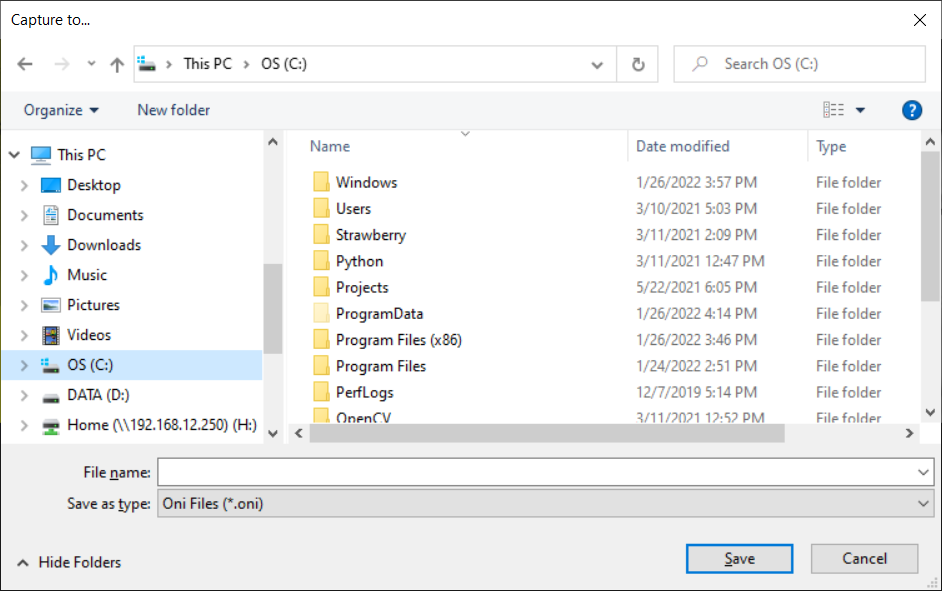 Capture to...
This PC > OS (C:)
Search OS (C:)
Organize
New folder
?
Name Date modified Type
This PC
Desktop
Documents
Downloads
Music
Pictures
Videos
OS (C:)
DATA (D:)
Home (\\192.168.12.250) (H:)
Windows 1/26/2022 3:57 PM File folder
Users 3/10/2021 5:03 PM File folder
Strawberry 3/11/2021 2:09 PM File folder
Python 3/11/2021 12:47 PM File folder
Projects 5/22/2021 6:05 PM File folder
ProgramData 1/26/2022 4:14 PM File folder
Program Files (x86) 1/26/2022 3:46 PM File folder
Program Files 1/24/2022 2:51 PM File folder
PerfLogs 12/7/2019 5:14 PM File folder
OpenCV 3/11/2021 12:52 PM File folder
File name:
Save as type: Oni Files (*.oni)
Hide Folders
Save
Cancel